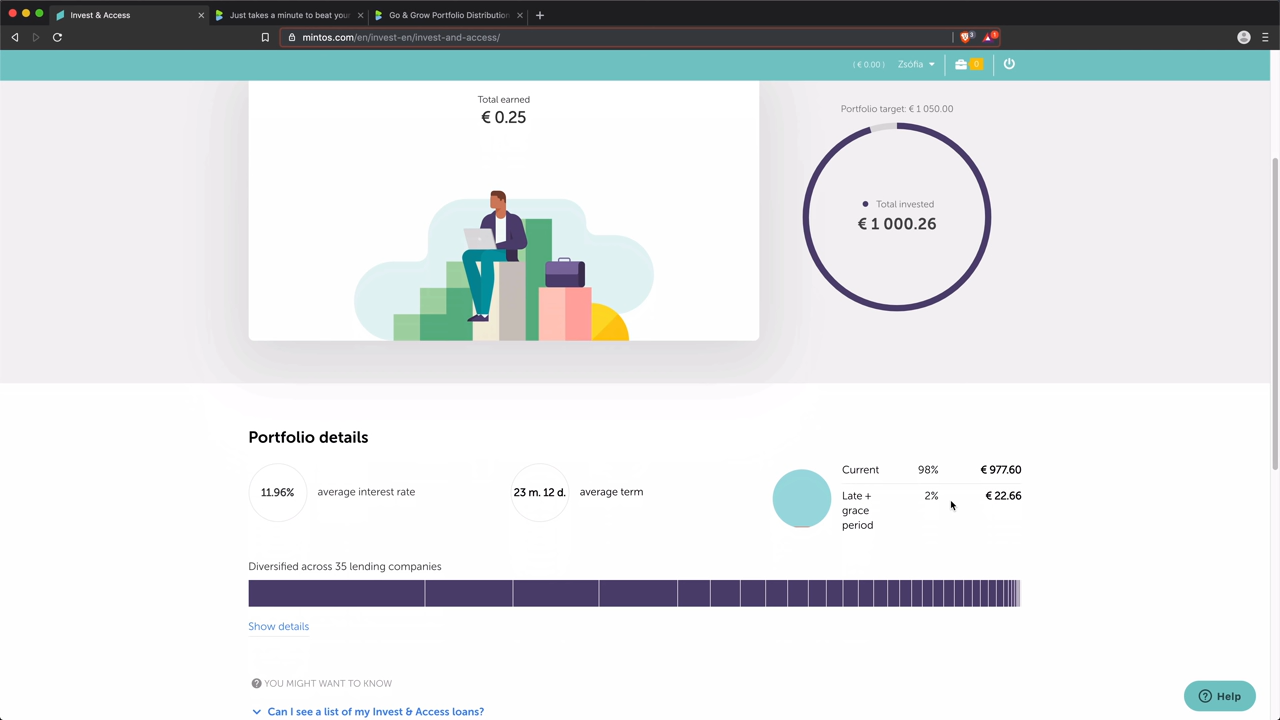 Invest & Access
Just takes a minute to beat your
Go & Grow Portfolio Distribution
mintos.com/en/invest-en/invest-and-access/
3
1
( € 0.00 )
Zsófia
0
Total earned
€ 0.25
Portfolio target: € 1 050.00
Total invested
€ 1 000.26
Portfolio details
11.96%
average interest rate
23 m. 12 d.
average term
Current 98% € 977.60
Late + 2% € 22.66
grace
period
Diversified across 35 lending companies
Show details
? YOU MIGHT WANT TO KNOW
Can I see a list of my Invest & Access loans?
? Help